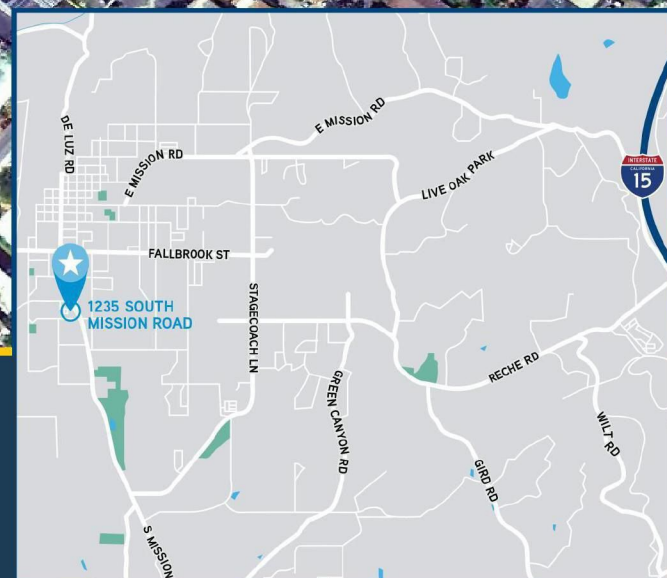 E MISSION RD
DE LUZ RD
E MISSION RD
LIVE OAK PARK
INTERSTATE
CALIFORNIA
15
FALLBROOK ST
1235 SOUTH
MISSION ROAD
STAGECOACH LN
RECHE RD
GREEN CANYON RD
WILT RD
GIRD RD
S MISSION